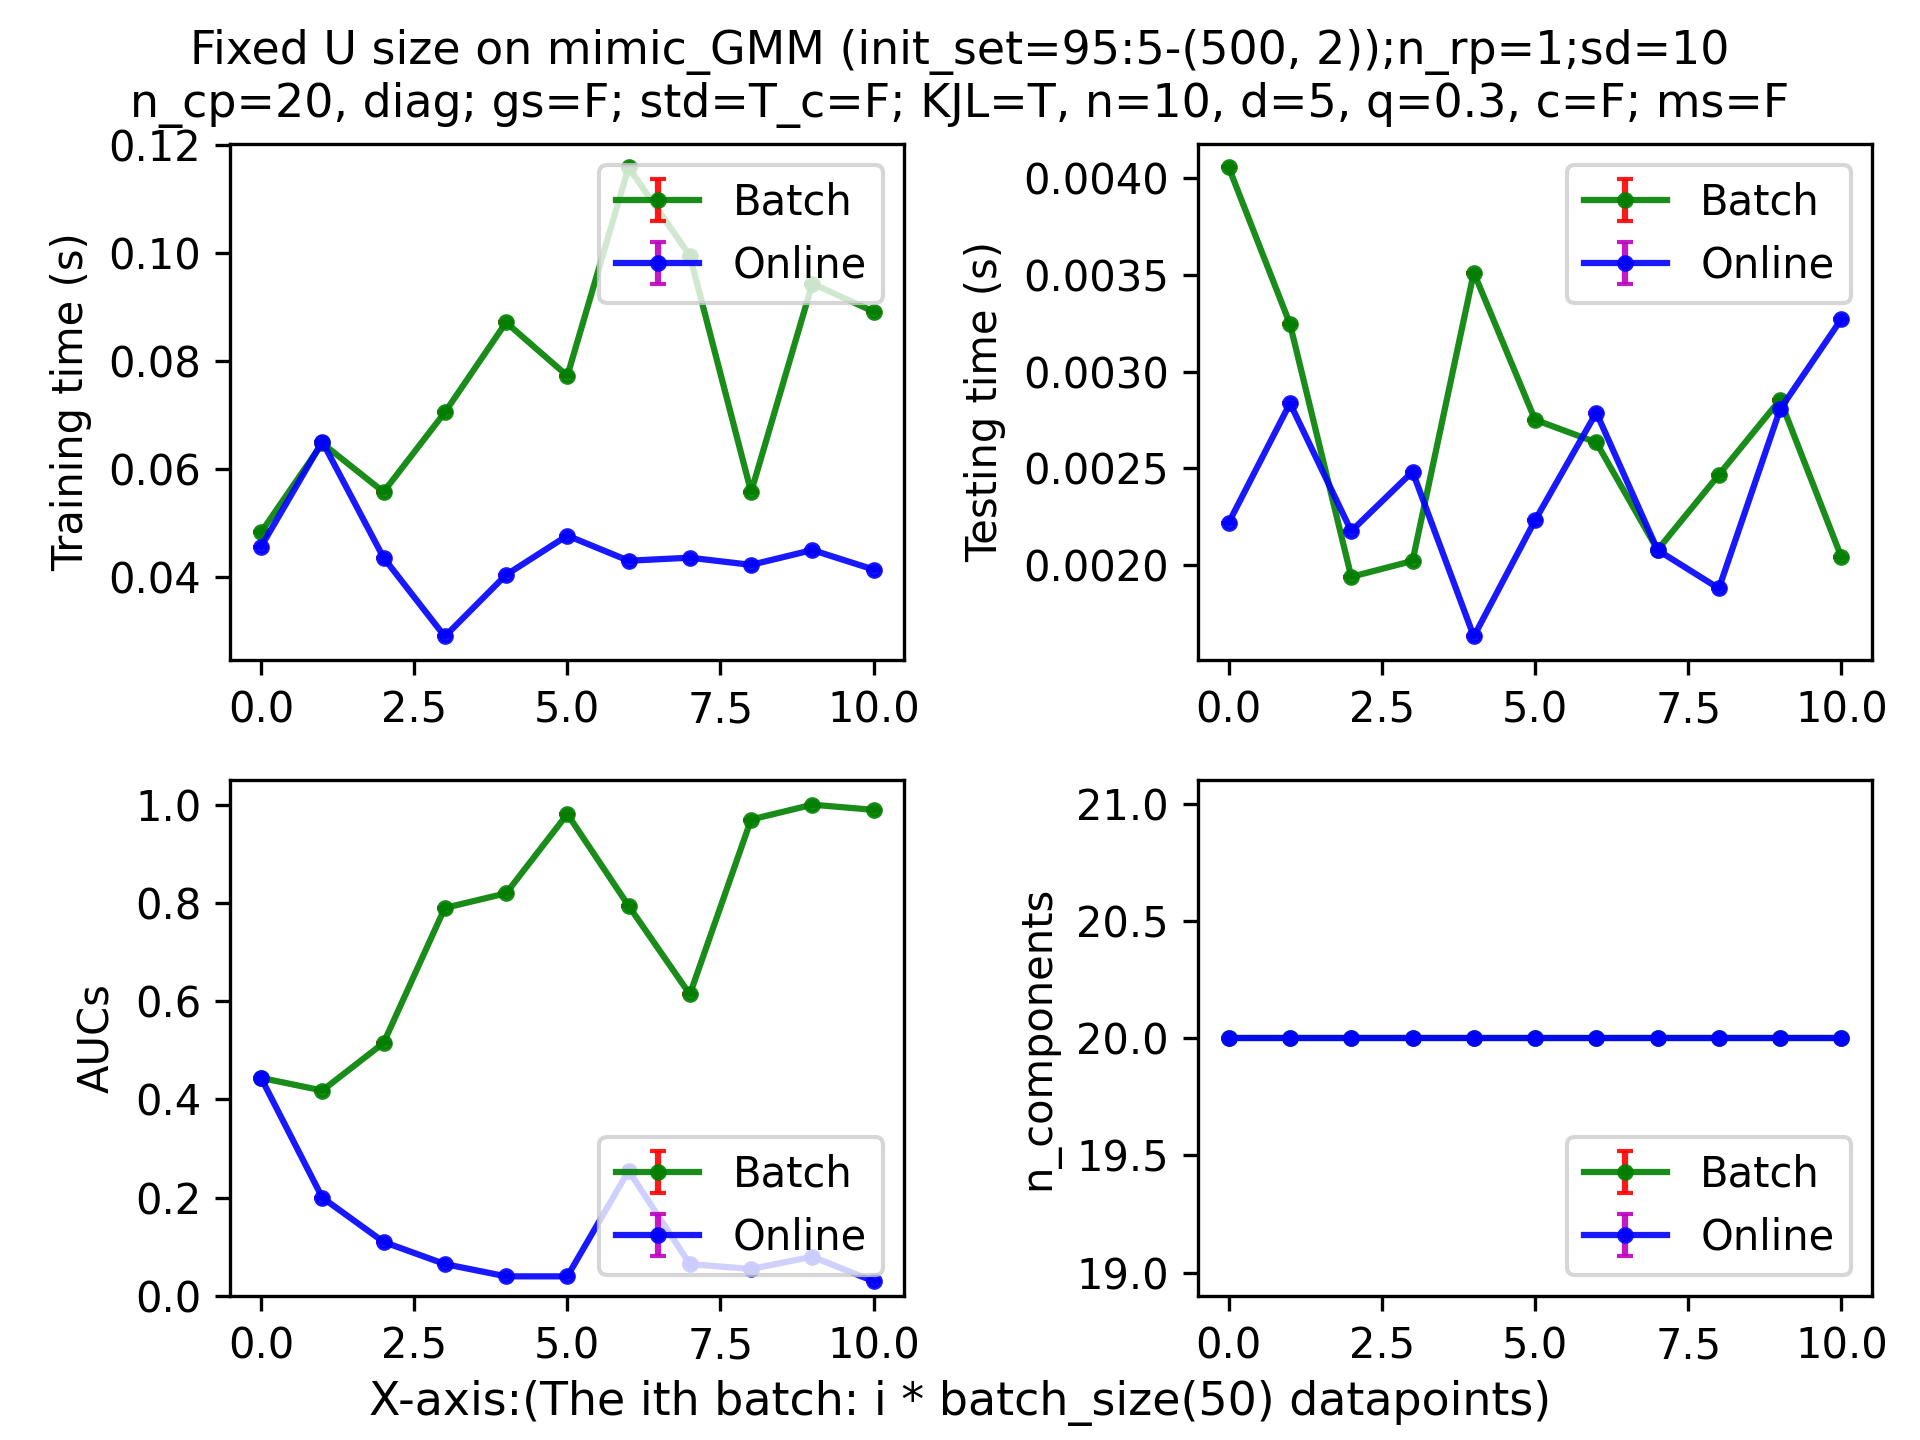 Fixed U size on mimic_GMM (init_set=95:5-(500, 2));n_rp=1;sd=10
n_cp=20, diag; gs=F; std=T_c=F; KJL=T, n=10, d=5, q=0.3, c=F; ms=F
Training time (s)
0.12
0.10
0.08
0.06
0.04
Batch
Online
0.0 2.5 5.0 7.5 10.0
Testing time (s)
0.0040
0.0035
0.0030
0.0025
0.0020
Batch
Online
0.0 2.5 5.0 7.5 10.0
AUCs
1.0
0.8
0.6
0.4
0.2
0.0
Batch
Online
0.0 2.5 5.0 7.5 10.0
n_components
21.0
20.5
20.0
19.5
19.0
Batch
Online
0.0 2.5 5.0 7.5 10.0
X-axis:(The ith batch: i * batch_size(50) datapoints)